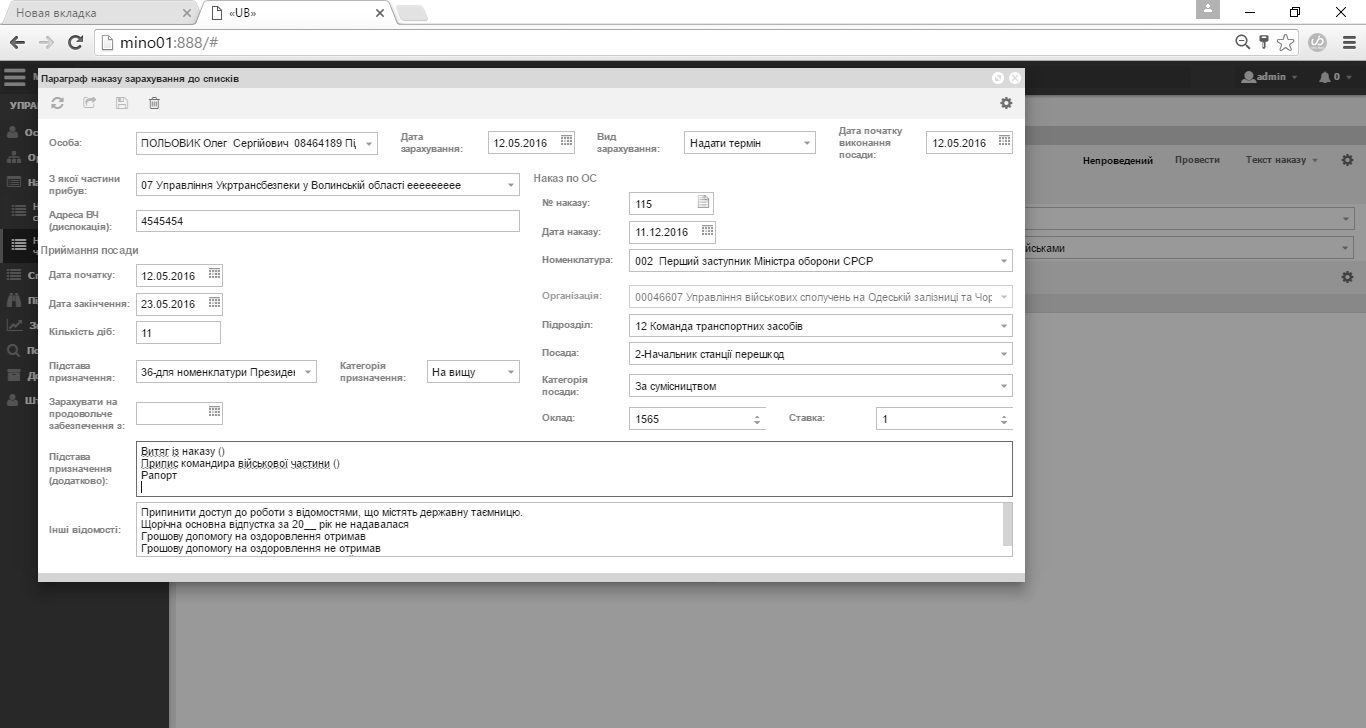 Новая вкладка
«UB»
mino01:888/#
Параграф наказу зарахування до списків
admin
0
УПРА
Непроведений
Провести
Текст наказу
йськами
Особа:
ПОЛЬОВИК Олег Сергійович 08464189 Пі
Дата зарахування:
12.05.2016
Вид зарахування:
Надати термін
Дата початку виконання посади:
12.05.2016
З якої частини прибув:
07 Управління Укртрансбезпеки у Волинській області еееееееее
Адреса ВЧ (дислокація):
4545454
Наказ по ОС
№ наказу:
115
Дата наказу:
11.12.2016
Номенклатура:
002 Перший заступник Міністра оборони СРСР
Організація:
00046607 Управління військових сполучень на Одеській залізниці та Чор
Підрозділ:
12 Команда транспортних засобів
Посада:
2-Начальник станції перешкод
Категорія посади:
За сумісництвом
Оклад:
1565
Ставка:
1
Приймання посади
Дата початку:
12.05.2016
Дата закінчення:
23.05.2016
Кількість діб:
11
Підстава призначення:
36-для номенклатури Президен
Категорія призначення:
На вищу
Зарахувати на продовольче забезпечення з:
Підстава призначення (додатково):
Витяг із наказу ()
Припис командира військової частини ()
Рапорт
Інші відомості:
Припинити доступ до роботи з відомостями, що містять державну таємницю.
Щорічна основна відпустка за 20__ рік не надавалася
Грошову допомогу на оздоровлення отримав
Грошову допомогу на оздоровлення не отримав